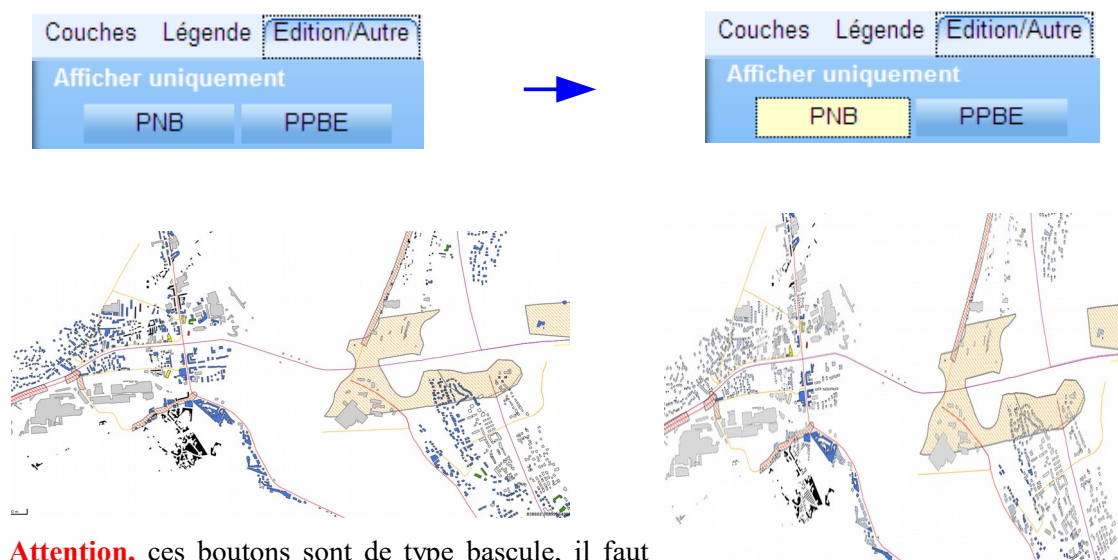 Couches Légende Edition/Autre
Afficher uniquement
PNB PPBE
Couches Légende Edition/Autre
Afficher uniquement
PNB PPBE
Attention, ces boutons sont de type bascule, il faut